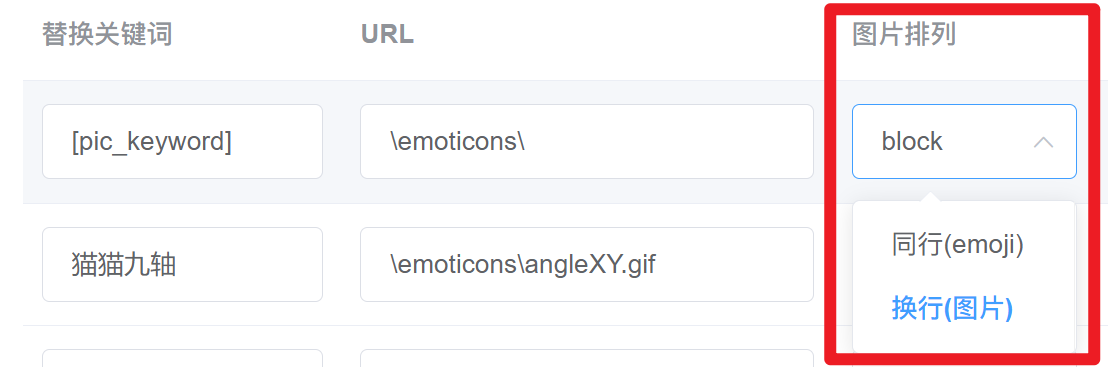 替换关键词 URL 图片排列
[pic_keyword] \emoticons\ block
同行(emoji)
猫猫九轴 \emoticons\angleXY.gif
换行(图片)